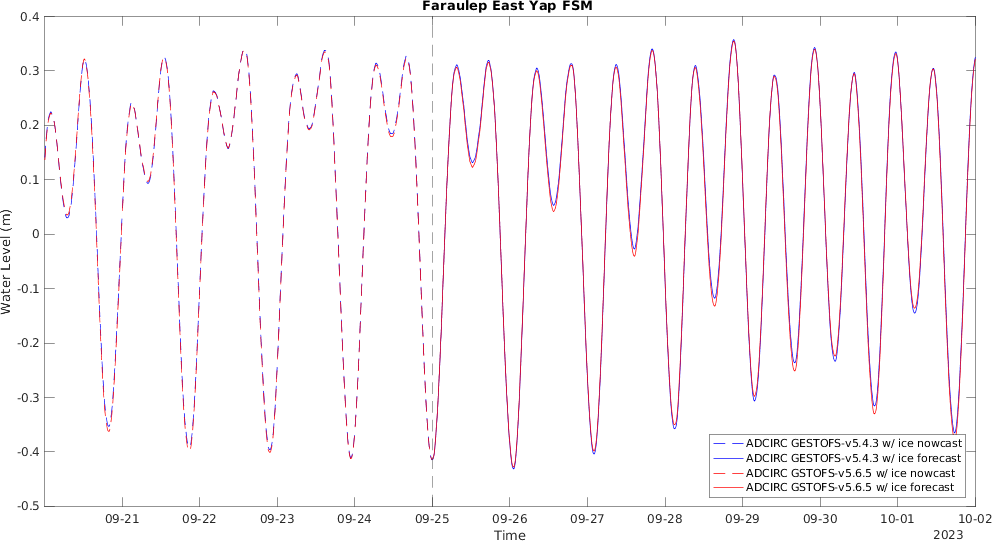 Faraulep East Yap FSM
0.4
0.3
0.2
0.1
0
-0.1
-0.2
-0.3
-0.4
-0.5
Water Level (m)
ADCIRC GESTOFS-v5.4.3 w/ ice nowcast
ADCIRC GESTOFS-v5.4.3 w/ ice forecast
ADCIRC GSTOFS-v5.6.5 w/ ice nowcast
ADCIRC GSTOFS-v5.6.5 w/ ice forecast
09-21 09-22 09-23 09-24 09-25 09-26 09-27 09-28 09-29 09-30 10-01 10-02
Time
2023